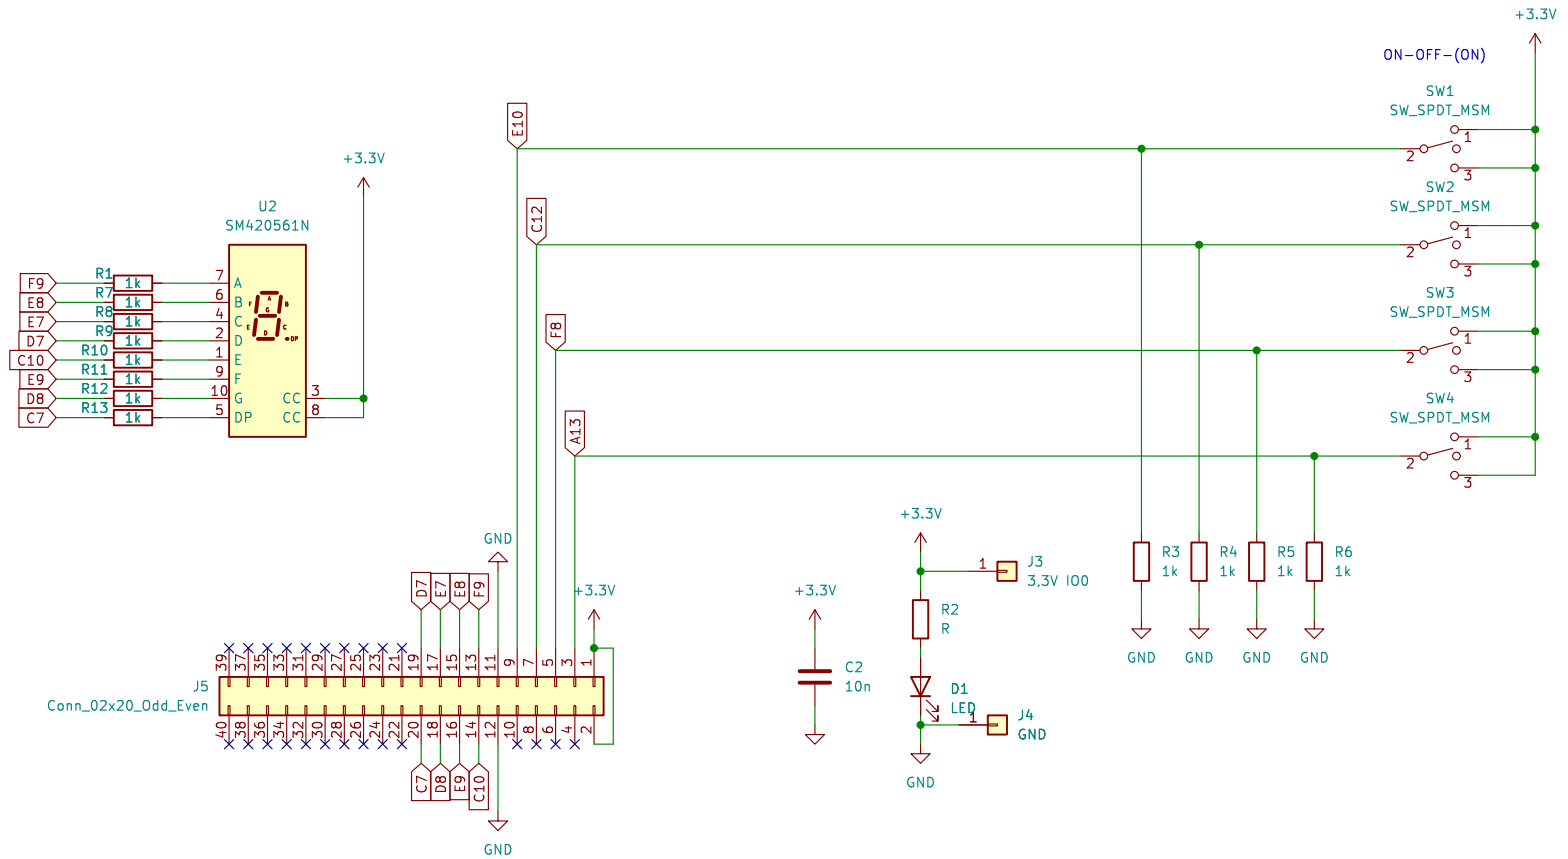 +3.3V
ON-OFF-(ON)
SW1
SW_SPDT_MSM
1
2
3
E10
+3.3V
SW2
SW_SPDT_MSM
1
2
3
C12
U2
SM420561N
F9 R1 1k 7 A
E8 R7 1k 6 B
E7 R8 1k 4 C
D7 R9 1k 2 D
C10 R10 1k 1 E
E9 R11 1k 9 F
D8 R12 1k 10 G CC 3
C7 R13 1k 5 DP CC 8
A
F B
G
E C
D
DP
SW3
SW_SPDT_MSM
1
2
3
F8
SW4
SW_SPDT_MSM
1
2
3
A13
GND
D7 E7 E8 F9
+3.3V
39 37 35 33 31 29 27 25 23 21 19 17 15 13 11 9 7 5 3 1
J5
Conn_02x20_Odd_Even
40 38 36 34 32 30 28 26 24 22 20 18 16 14 12 10 8 6 4 2
C7 D8 E9 C10
GND
+3.3V
C2
10n
+3.3V
1
J3
3,3V IO0
R2
R
D1
LED
1
J4
GND
GND
R3
1k
GND
R4
1k
GND
R5
1k
GND
R6
1k
GND